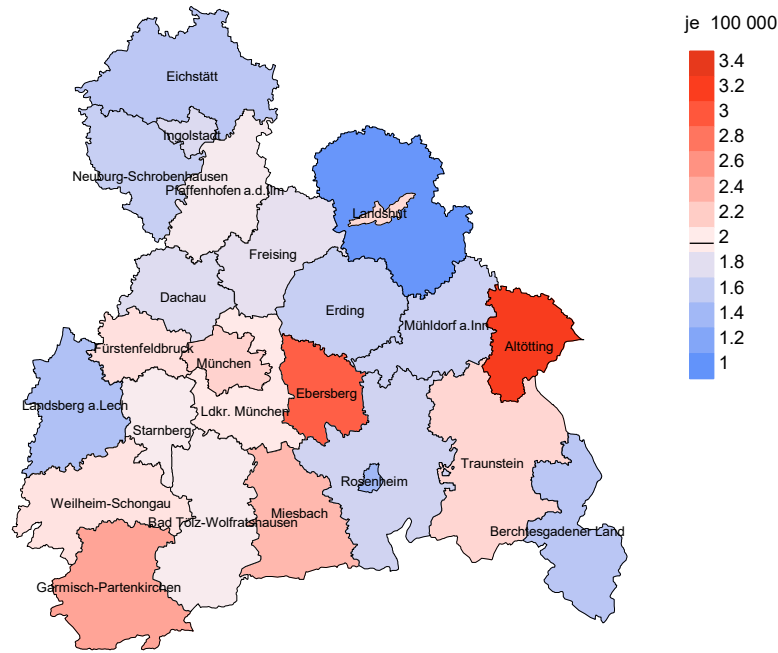 je 100 000
3.4
3.2
3
2.8
2.6
2.4
2.2
2
1.8
1.6
1.4
1.2
1
Eichstätt
Ingolstadt
Neuburg-Schrobenhausen
Pfaffenhofen a.d.Ilm
Landshut
Freising
Dachau
Erding
Mühldorf a.Inn
Altötting
Fürstenfeldbruck
München
Ebersberg
Landsberg a.Lech
Ldkr. München
Starnberg
Traunstein
Rosenheim
Weilheim-Schongau
Miesbach
Bad Tölz-Wolfratshausen
Berchtesgadener Land
Garmisch-Partenkirchen